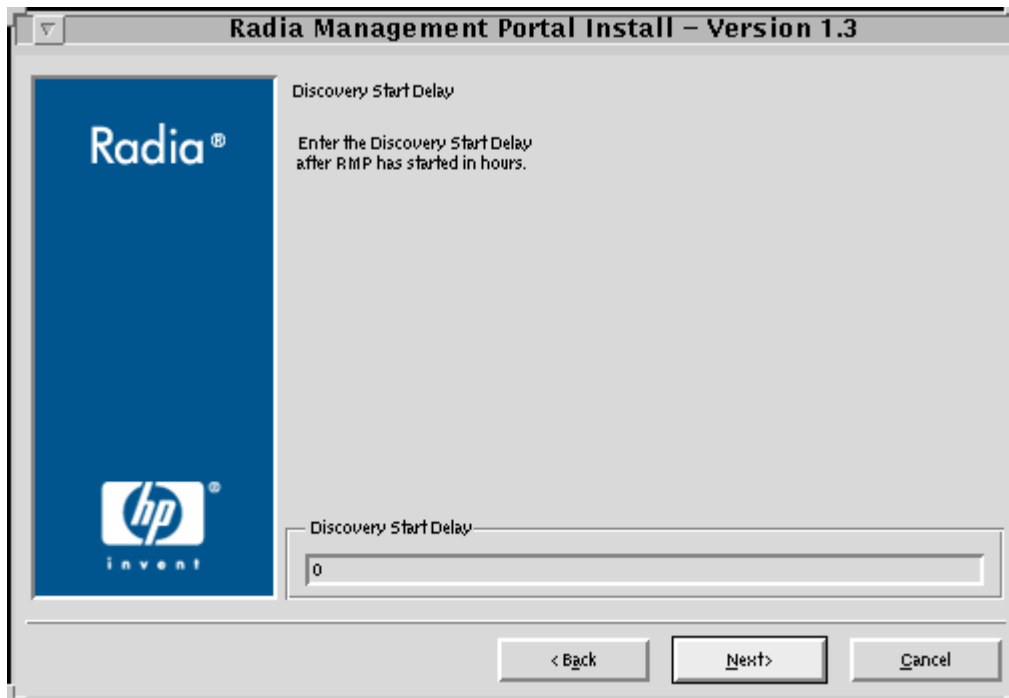 Radia Management Portal Install – Version 1.3
Radia®
Discovery Start Delay
Enter the Discovery Start Delay
after RMP has started in hours.
hp®
invent
Discovery Start Delay
0
< Back
Next>
Cancel